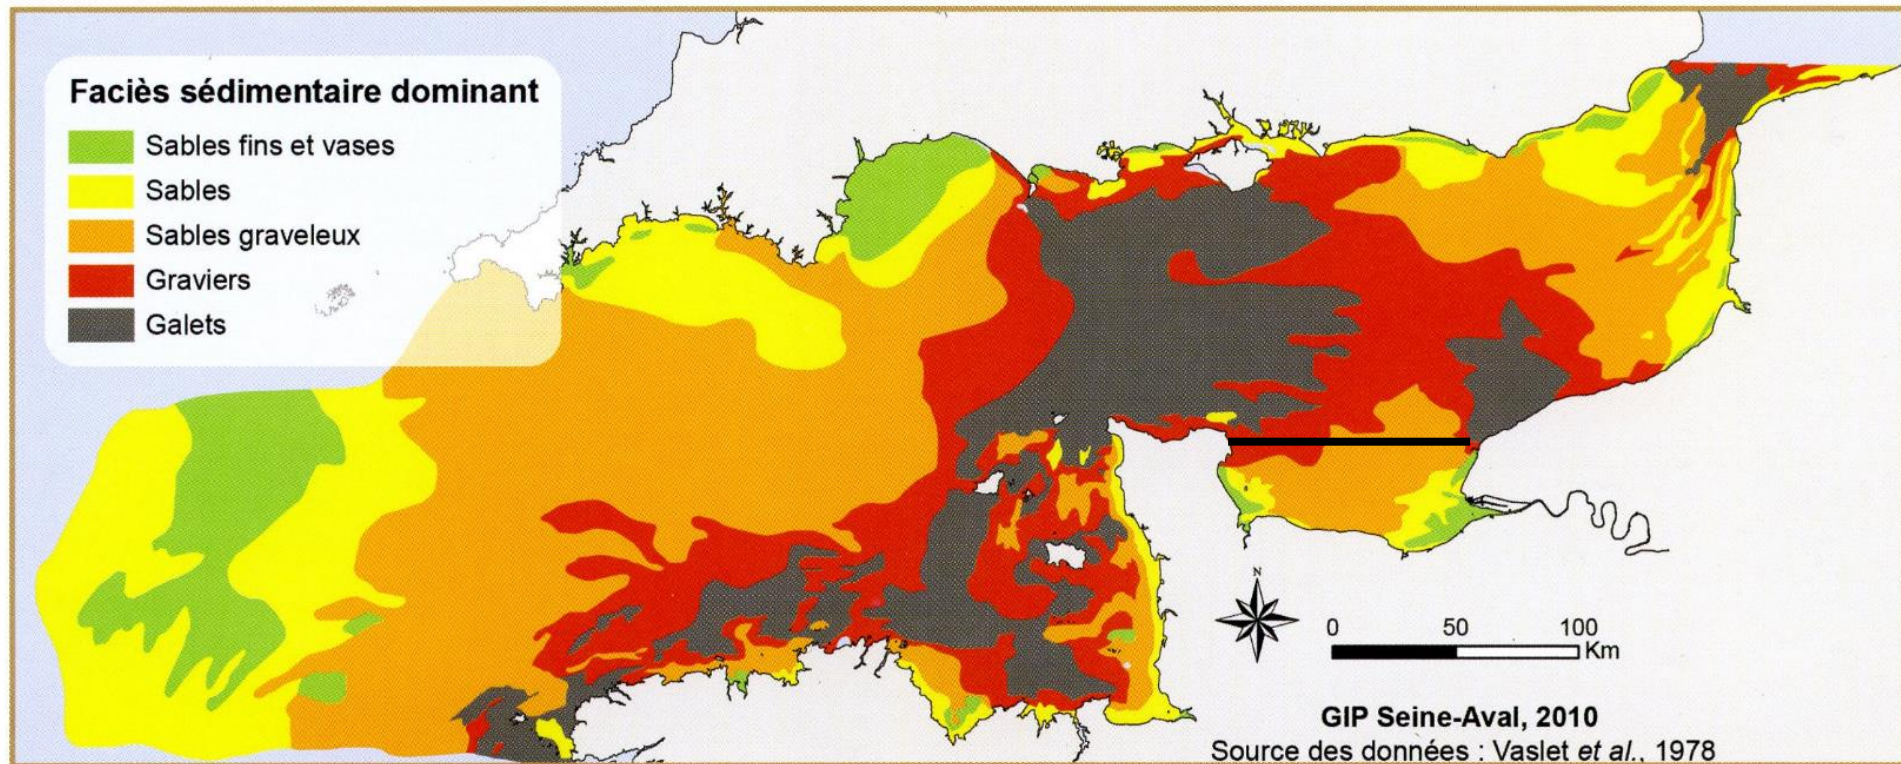 Faciès sédimentaire dominant
Sables fins et vases
Sables
Sables graveleux
Graviers
Galets
N
0 50 100
Km
GIP Seine-Aval, 2010
Source des données : Vaslet et al., 1978